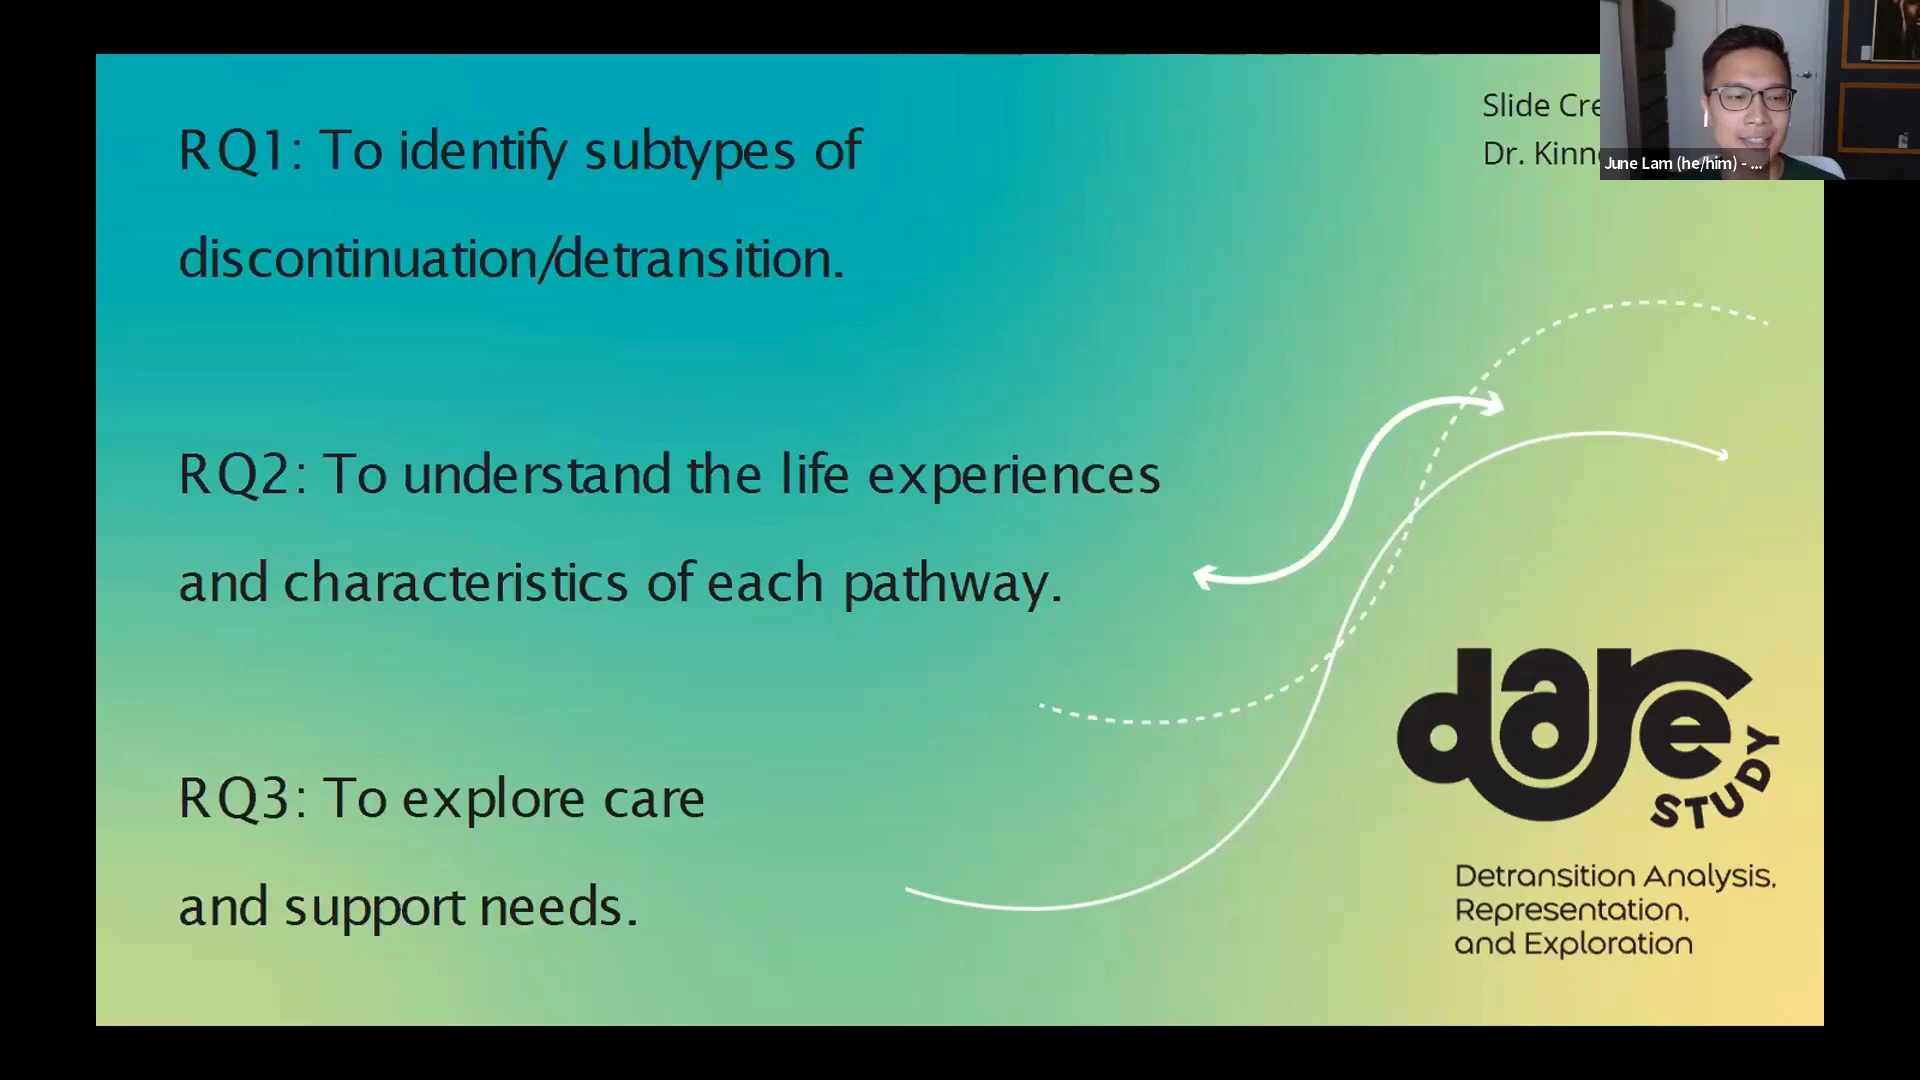 RQ1: To identify subtypes of
discontinuation/detransition.
RQ2: To understand the life experiences
and characteristics of each pathway.
RQ3: To explore care
and support needs.
Slide
Dr.
June Lam (he/him) - ...
dare
STUDY
Detransition Analysis,
Representation,
and Exploration